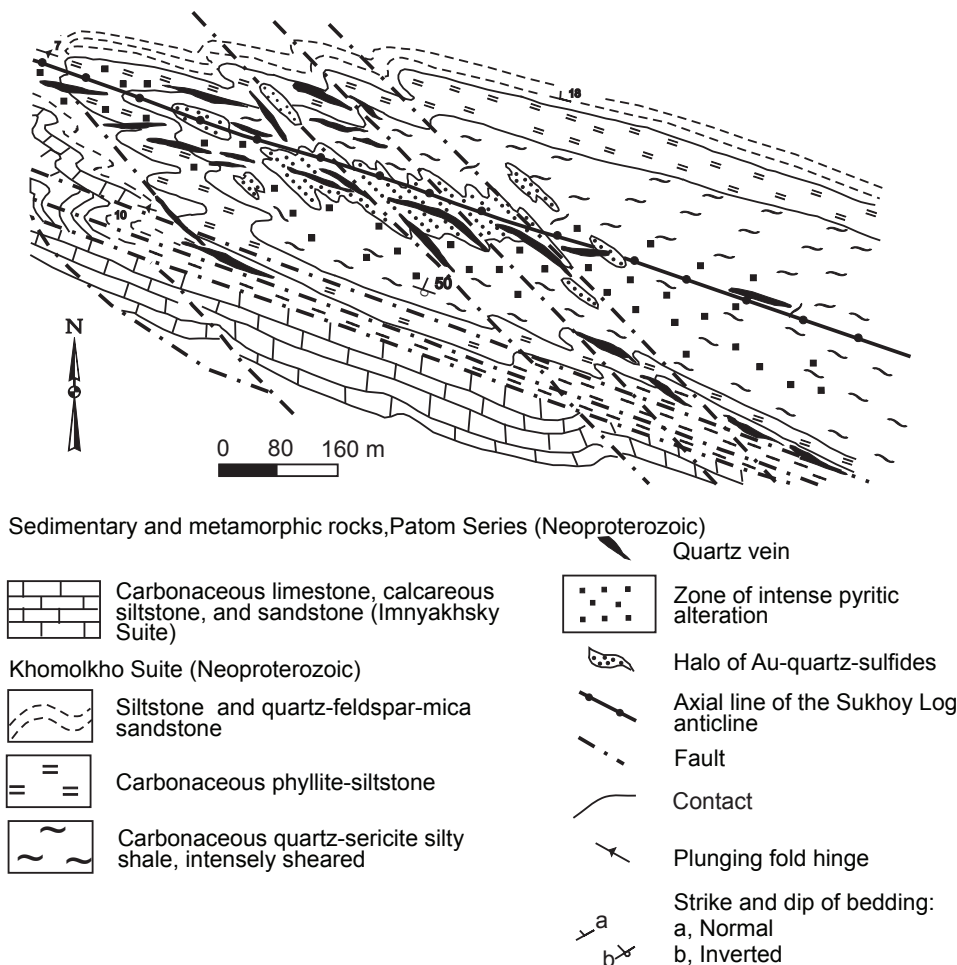 7
18
10
50
N
0 80 160 m
Sedimentary and metamorphic rocks,Patom Series (Neoproterozoic)
Carbonaceous limestone, calcareous
siltstone, and sandstone (Imnyakhsky
Suite)
Khomolkho Suite (Neoproterozoic)
Siltstone and quartz-feldspar-mica
sandstone
Carbonaceous phyllite-siltstone
Carbonaceous quartz-sericite silty
shale, intensely sheared
Quartz vein
Zone of intense pyritic
alteration
Halo of Au-quartz-sulfides
Axial line of the Sukhoy Log
anticline
Fault
Contact
Plunging fold hinge
Strike and dip of bedding:
a a, Normal
b b, Inverted